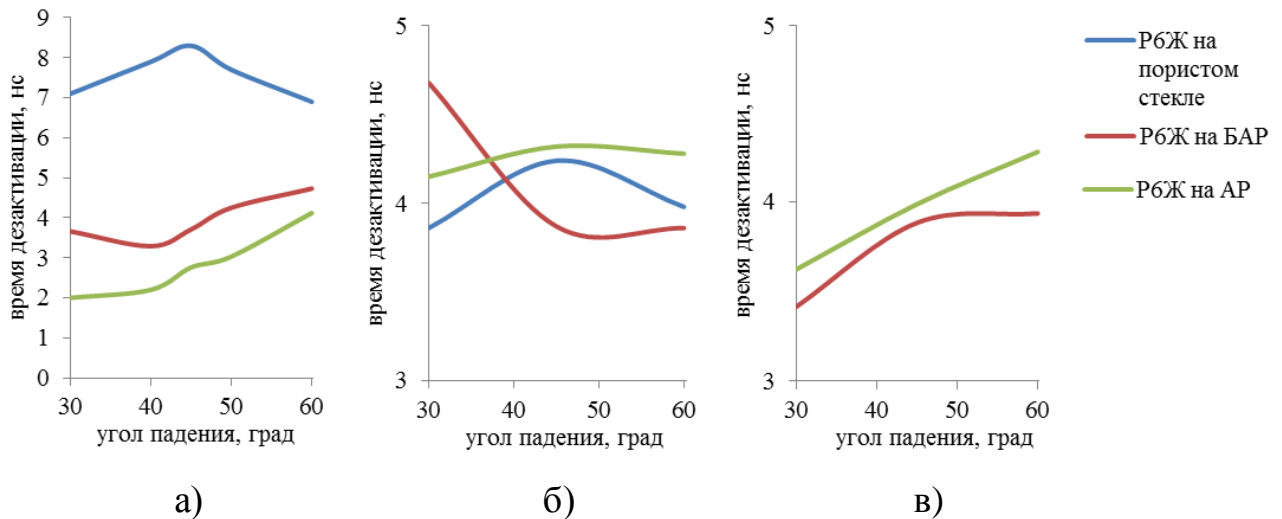 время дезактивации, нс
9
8
7
6
5
4
3
2
1
0
30 40 50 60
угол падения, град
а)
время дезактивации, нс
5
4
3
30 40 50 60
угол падения, град
б)
время дезактивации, нс
5
4
3
30 40 50 60
угол падения, град
в)
Р6Ж на
пористом
стекле
Р6Ж на БАР
Р6Ж на АР